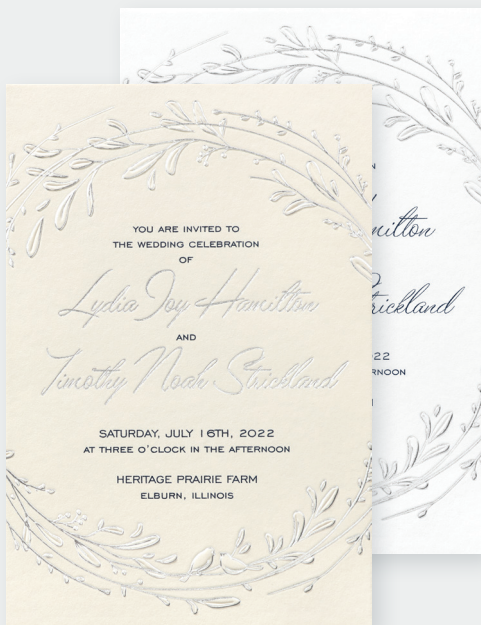 YOU ARE INVITED TO
THE WEDDING CELEBRATION
OF
Lydia Joy Hamilton
AND
Timothy Noah Strickland
SATURDAY, JULY 16TH, 2022
AT THREE O'CLOCK IN THE AFTERNOON
HERITAGE PRAIRIE FARM
ELBURN, ILLINOIS
N
milton
trickland
22
RNOON